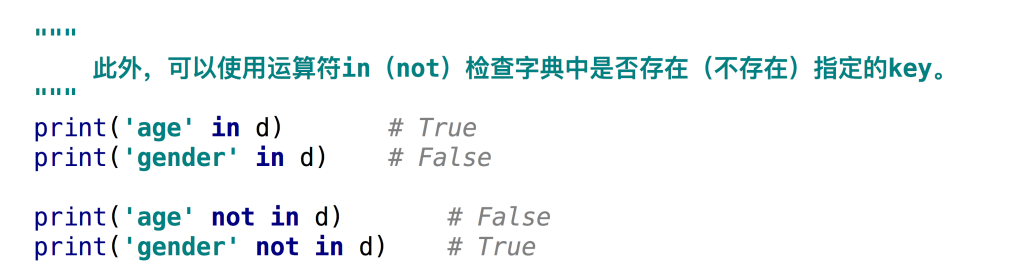 """
    此外，可以使用运算符in（not）检查字典中是否存在（不存在）指定的key。
"""
print('age' in d)       # True
print('gender' in d)    # False

print('age' not in d)       # False
print('gender' not in d)    # True